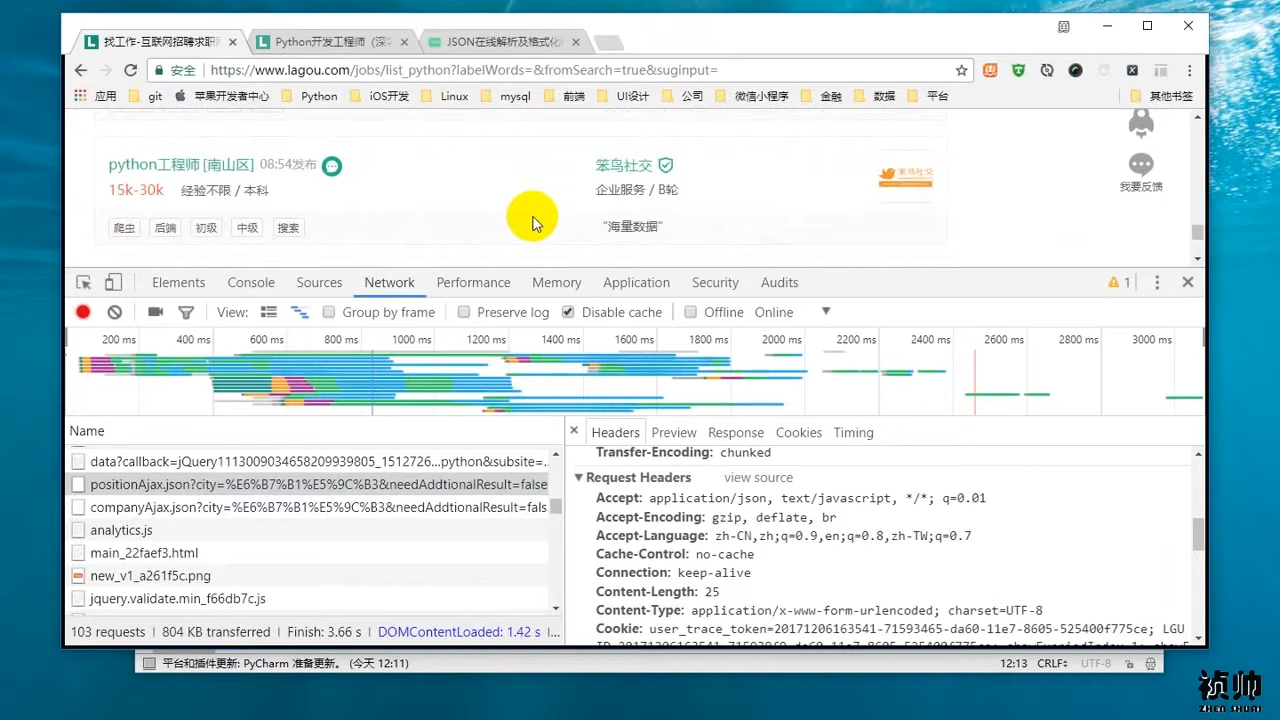 找工作-互联网招聘求职
Python开发工程师（深
JSON在线解析及格式化
安全 https://www.lagou.com/jobs/list_python?labelWords=&fromSearch=true&suginput=
应用 git 苹果开发者中心 Python iOS开发 Linux mysql 前端 UI设计 公司 微信小程序 金融 数据 平台 其他书签
python工程师 [南山区] 08:54发布 笨鸟社交
15k-30k 经验不限 / 本科 企业服务 / B轮
笨鸟社交
爬虫 后端 初级 中级 搜索 “海量数据”
我要反馈
Elements Console Sources Network Performance Memory Application Security Audits 1
View: Group by frame Preserve log Disable cache Offline Online
200 ms 400 ms 600 ms 800 ms 1000 ms 1200 ms 1400 ms 1600 ms 1800 ms 2000 ms 2200 ms 2400 ms 2600 ms 2800 ms 3000 ms
Name
Headers Preview Response Cookies Timing
data?callback=jQuery1113009034658209939805_1512726...python&subsite=...
positionAjax.json?city=%E6%B7%B1%E5%9C%B3&needAddtionalResult=false
companyAjax.json?city=%E6%B7%B1%E5%9C%B3&needAddtionalResult=fals
analytics.js
main_22faef3.html
new_v1_a261f5c.png
jquery.validate.min_f66db7c.js
103 requests | 804 KB transferred | Finish: 3.66 s | DOMContentLoaded: 1.42 s |...
Transfer-Encoding: chunked
Request Headers view source
Accept: application/json, text/javascript, */*; q=0.01
Accept-Encoding: gzip, deflate, br
Accept-Language: zh-CN,zh;q=0.9,en;q=0.8,zh-TW;q=0.7
Cache-Control: no-cache
Connection: keep-alive
Content-Length: 25
Content-Type: application/x-www-form-urlencoded; charset=UTF-8
Cookie: user_trace_token=20171206163541-71593465-da60-11e7-8605-525400f775ce; LGU
平台和插件更新: PyCharm 准备更新。 (今天 12:11) 12:13 CRLF UTF-8
祯帅
ZHEN SHUAI